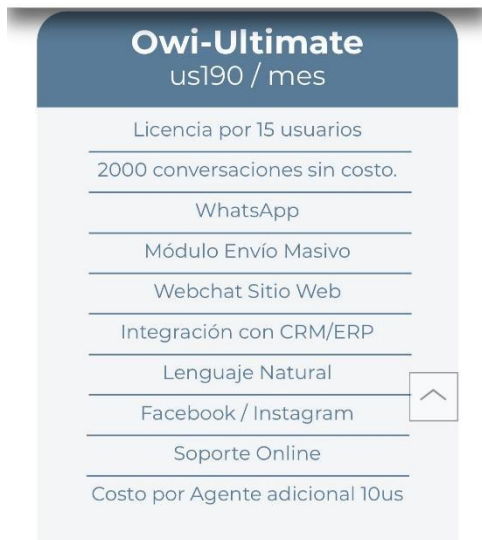 Owi-Ultimate
us190 / mes
Licencia por 15 usuarios
2000 conversaciones sin costo.
WhatsApp
Módulo Envío Masivo
Webchat Sitio Web
Integración con CRM/ERP
Lenguaje Natural
Facebook / Instagram
Soporte Online
Costo por Agente adicional 10us